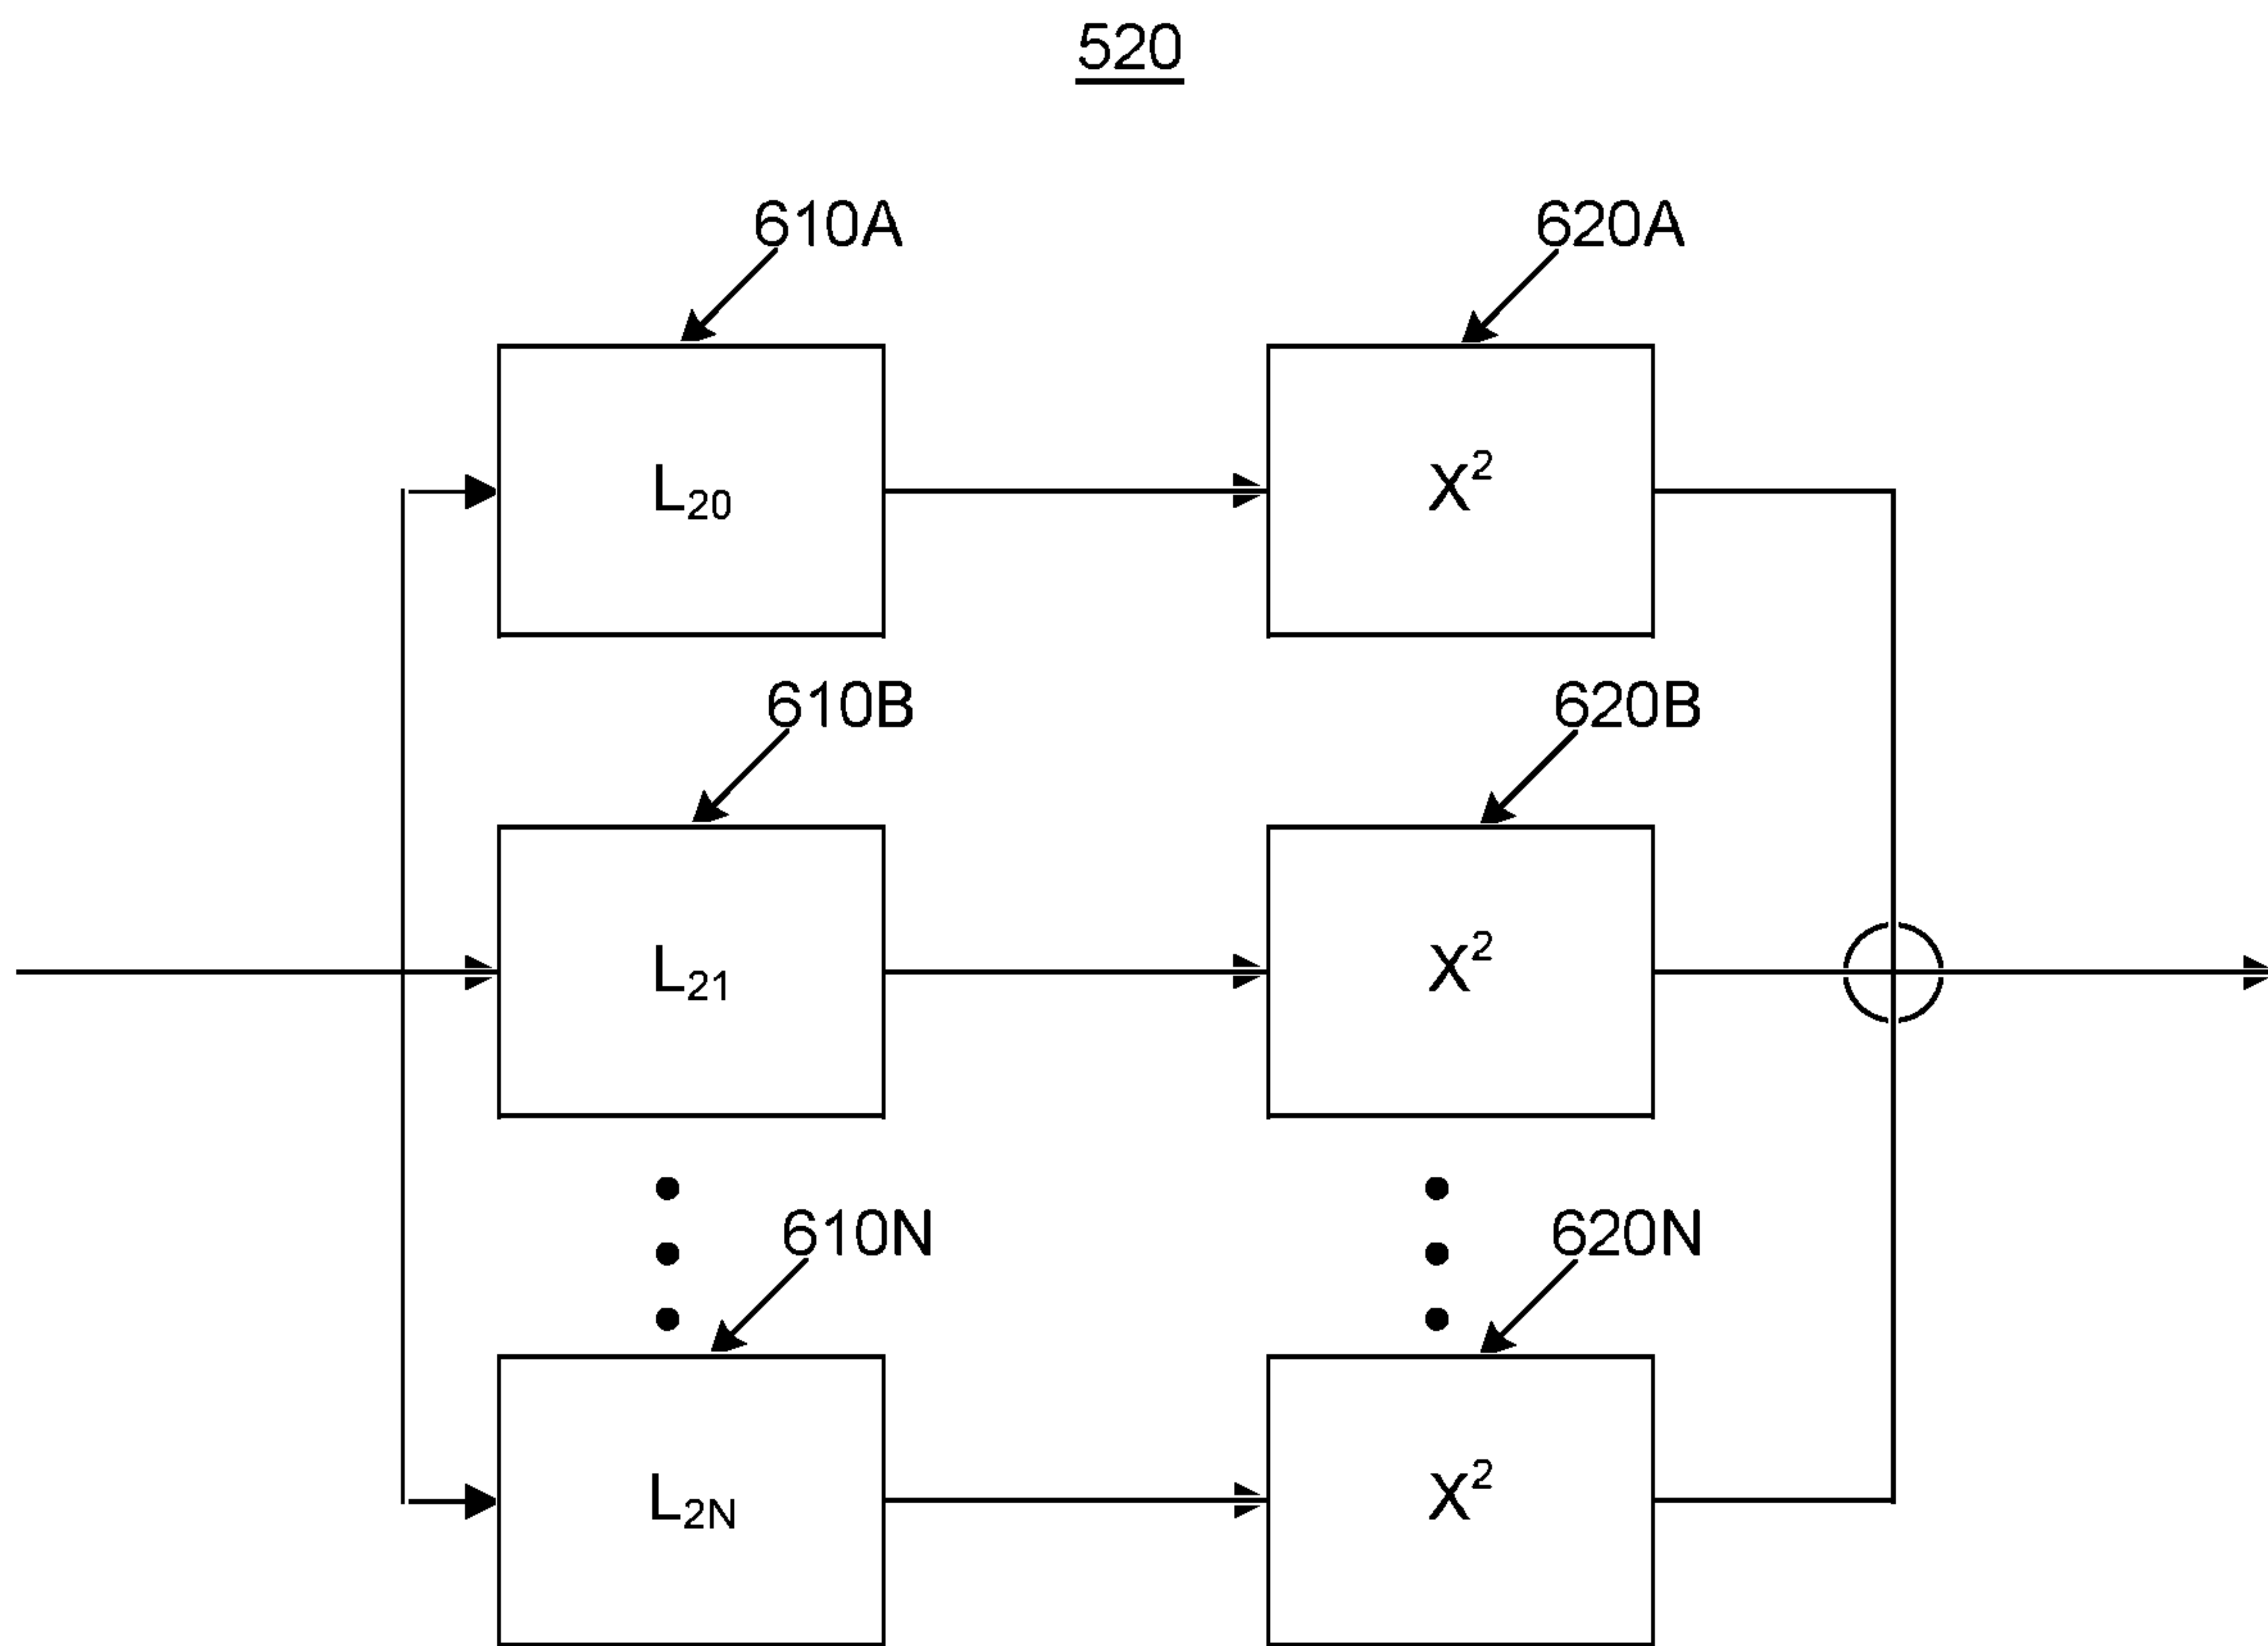 520
610A 620A
L₂₀ X²
610B 620B
L₂₁ X²
610N 620N
L₂N X²